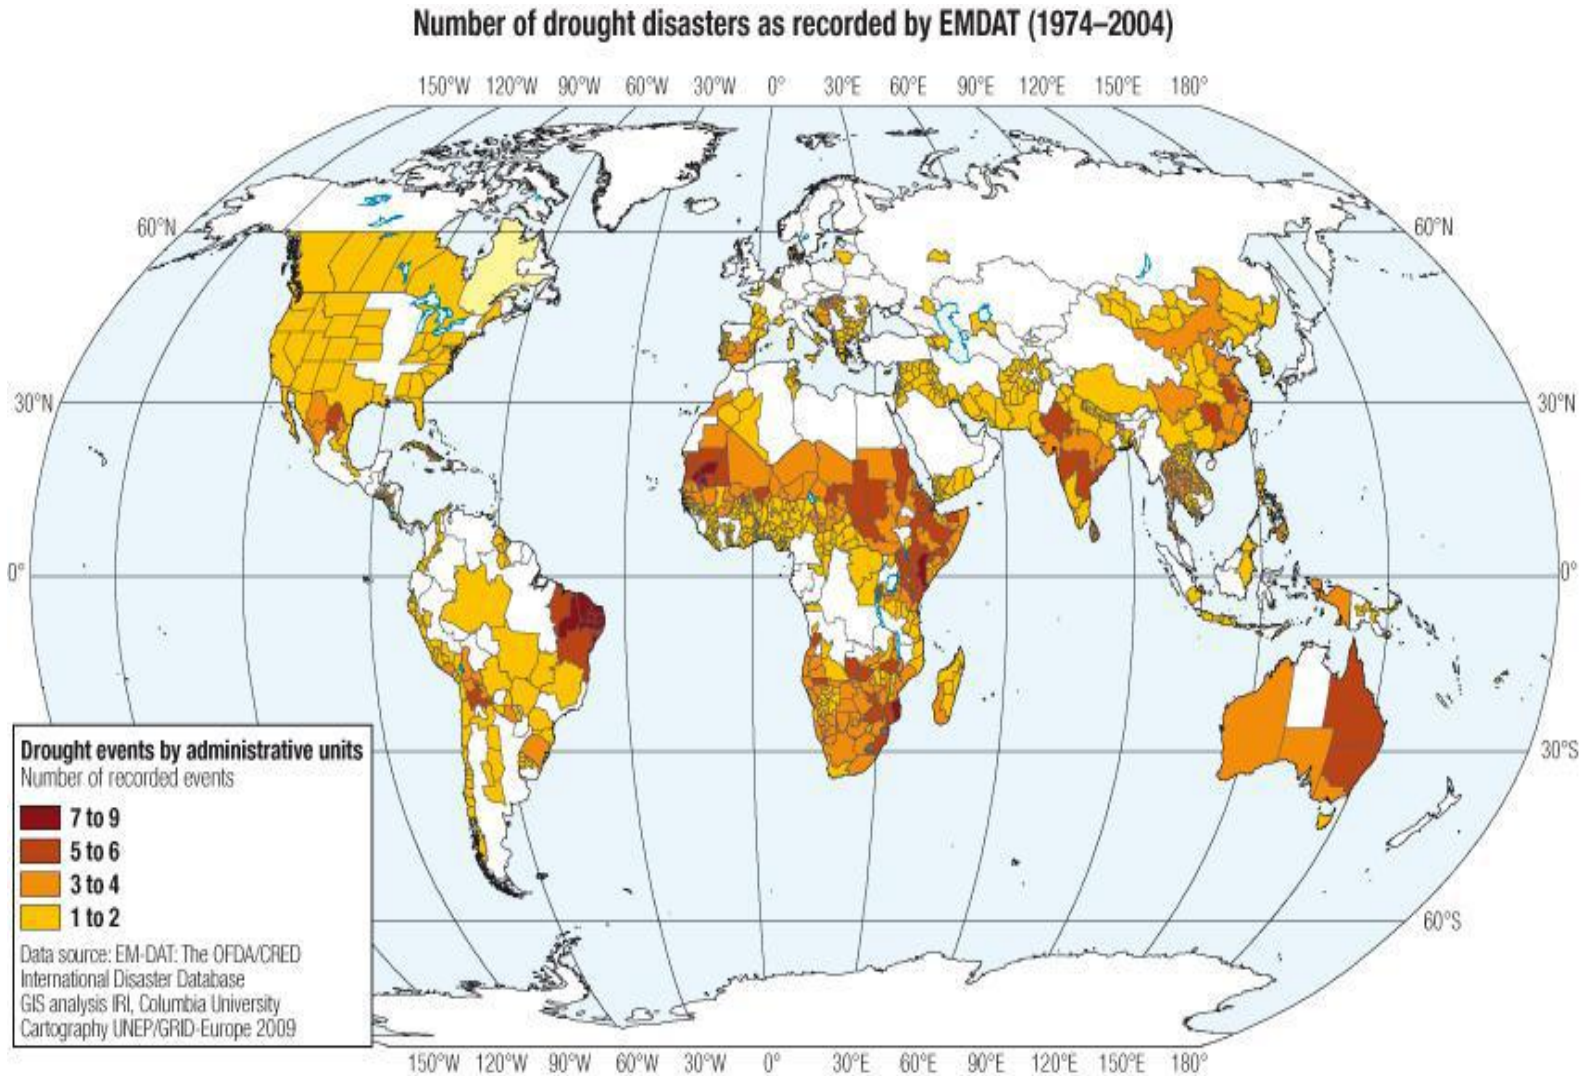 Number of drought disasters as recorded by EMDAT (1974–2004)
150°W 120°W 90°W 60°W 30°W 0° 30°E 60°E 90°E 120°E 150°E 180°
60°N 60°N
30°N 30°N
0° 0°
30°S
60°S
Drought events by administrative units
Number of recorded events
7 to 9
5 to 6
3 to 4
1 to 2
Data source: EM-DAT: The OFDA/CRED
International Disaster Database
GIS analysis IRI, Columbia University
Cartography UNEP/GRID-Europe 2009
150°W 120°W 90°W 60°W 30°W 0° 30°E 60°E 90°E 120°E 150°E 180°